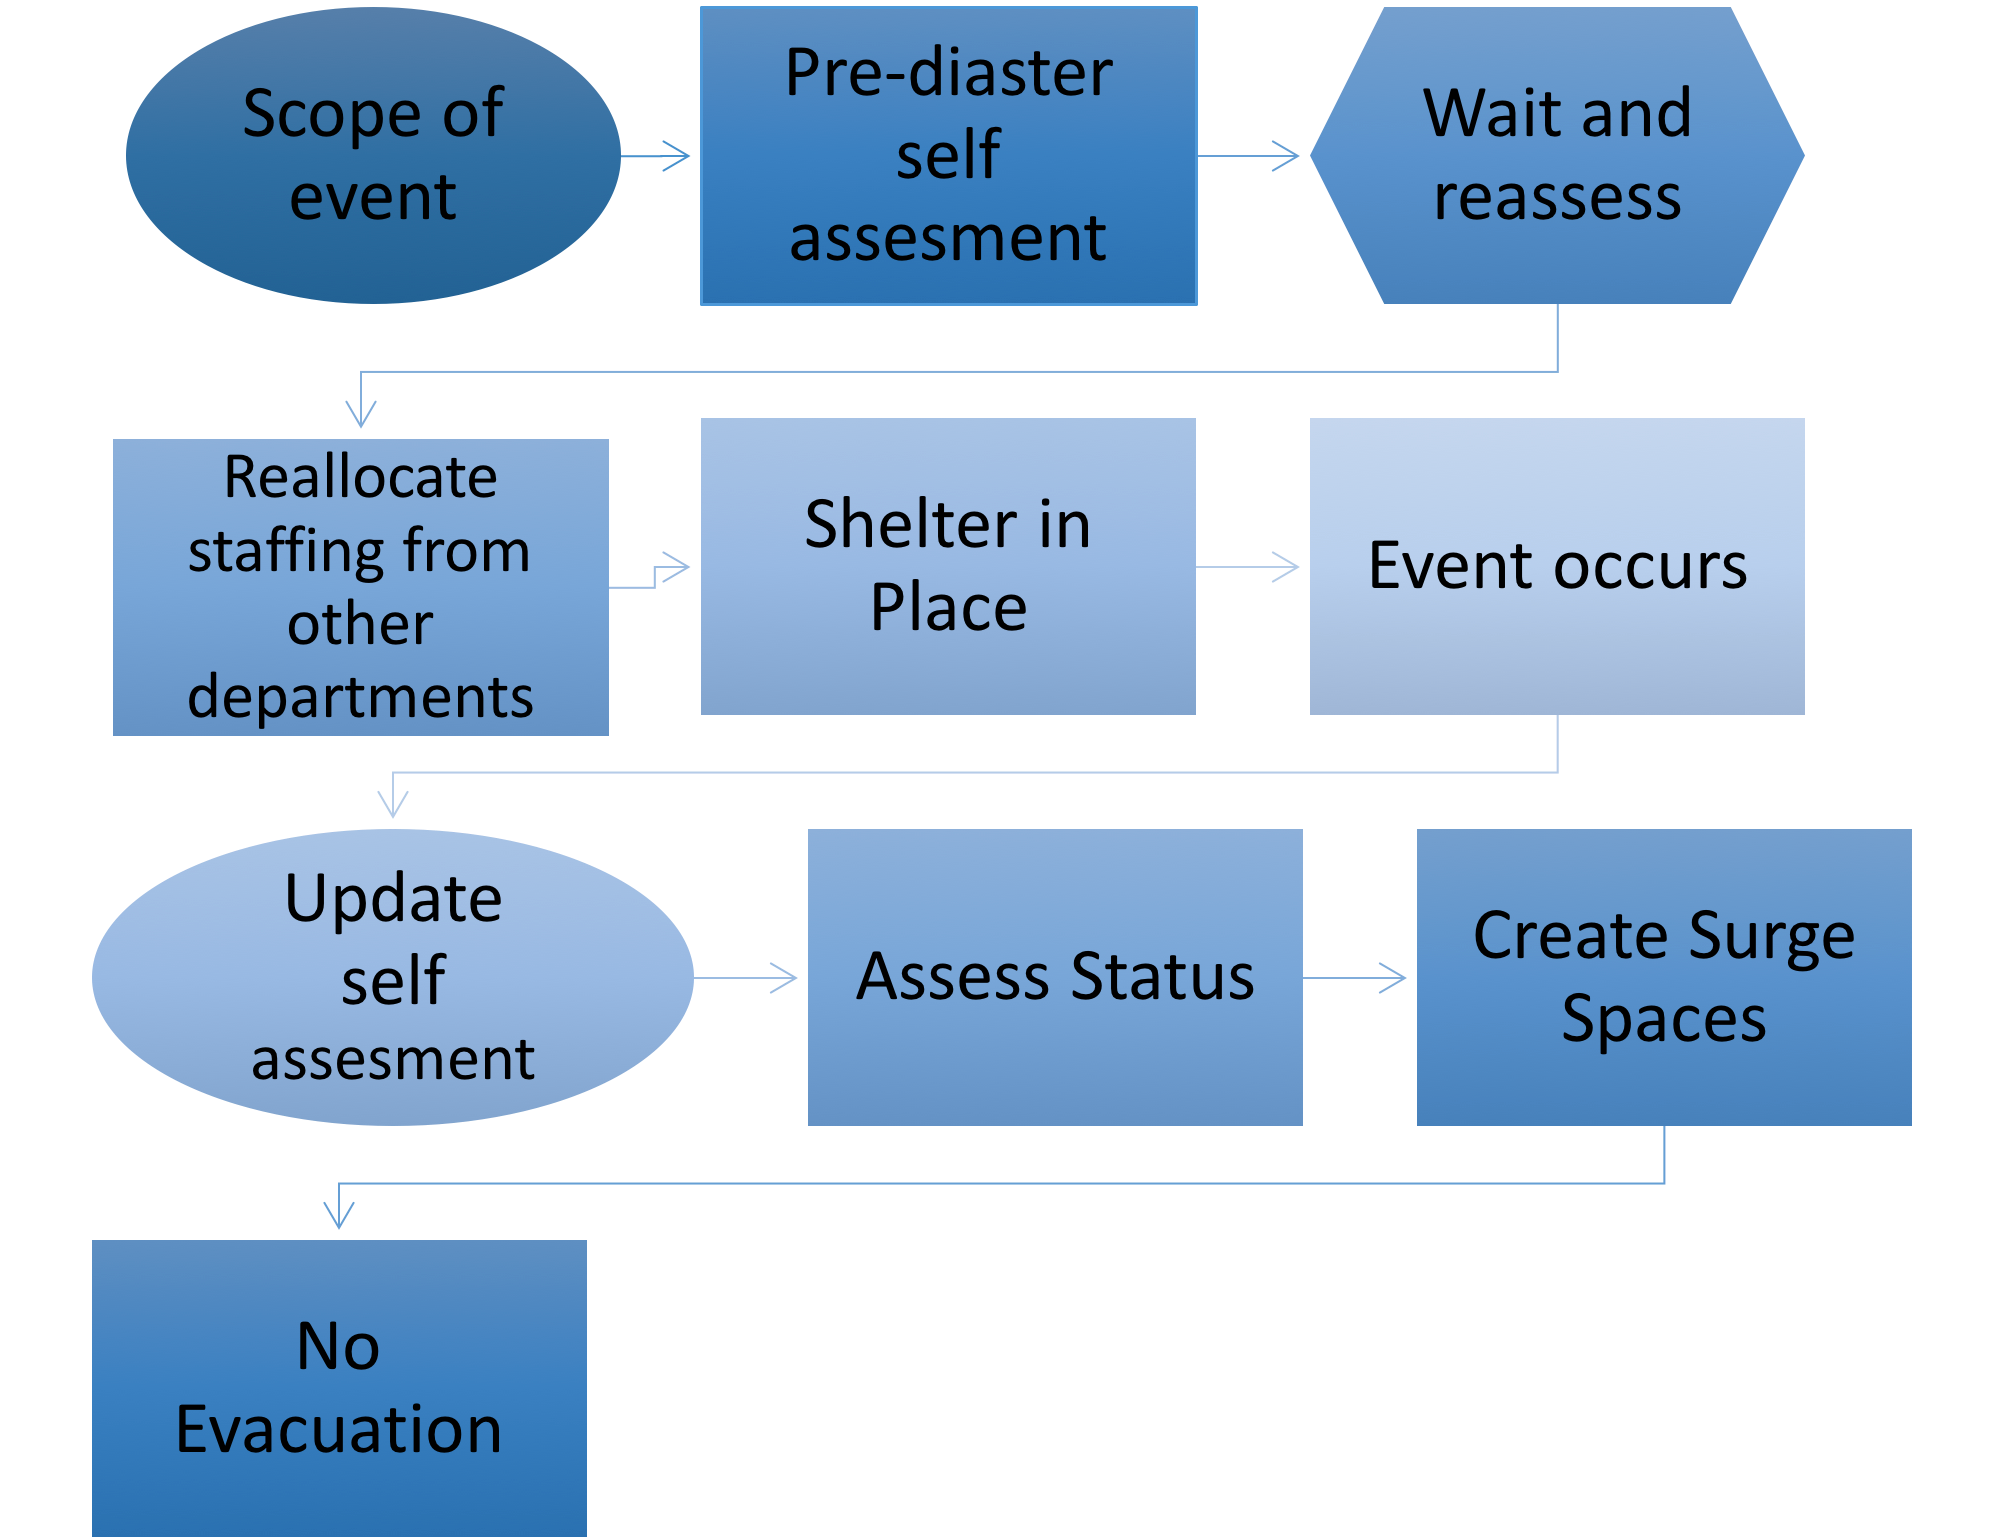 Scope of
event
Pre-diaster
self
assesment
Wait and
reassess
Reallocate
staffing from
other
departments
Shelter in
Place
Event occurs
Update
self
assesment
Assess Status
Create Surge
Spaces
No
Evacuation